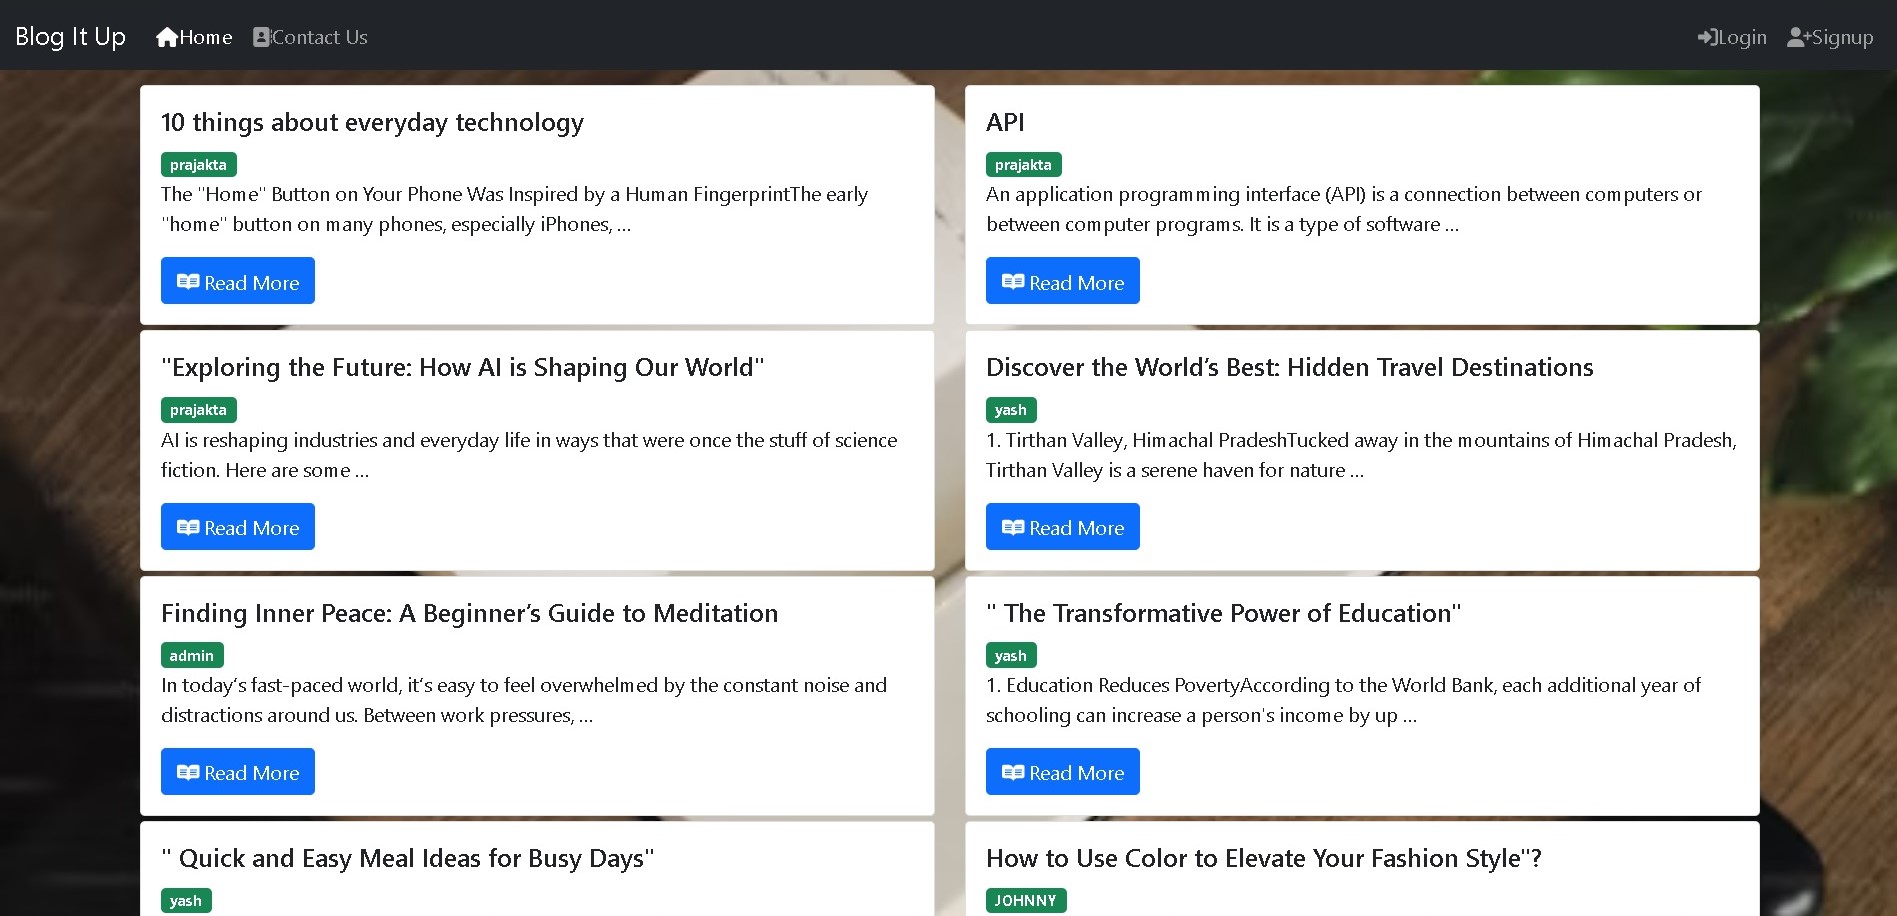 Blog It Up Home Contact Us Login Signup
10 things about everyday technology
prajakta
The "Home" Button on Your Phone Was Inspired by a Human FingerprintThe early
"home" button on many phones, especially iPhones, ...
Read More
API
prajakta
An application programming interface (API) is a connection between computers or
between computer programs. It is a type of software ...
Read More
"Exploring the Future: How AI is Shaping Our World"
prajakta
AI is reshaping industries and everyday life in ways that were once the stuff of science
fiction. Here are some ...
Read More
Discover the World’s Best: Hidden Travel Destinations
yash
1. Tirthan Valley, Himachal PradeshTucked away in the mountains of Himachal Pradesh,
Tirthan Valley is a serene haven for nature ...
Read More
Finding Inner Peace: A Beginner’s Guide to Meditation
admin
In today’s fast-paced world, it’s easy to feel overwhelmed by the constant noise and
distractions around us. Between work pressures, ...
Read More
" The Transformative Power of Education"
yash
1. Education Reduces PovertyAccording to the World Bank, each additional year of
schooling can increase a person's income by up ...
Read More
" Quick and Easy Meal Ideas for Busy Days"
yash
How to Use Color to Elevate Your Fashion Style"?
JOHNNY